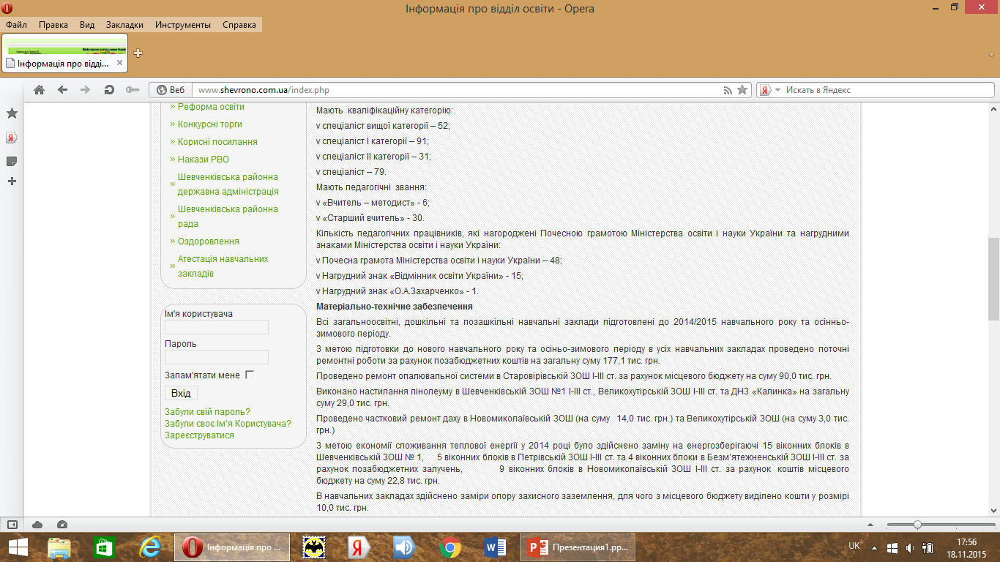 Інформація про відділ освіти - Opera
Файл Правка Вид Закладки Инструменты Справка
Інформація про відді...
Веб www.shevrono.com.ua/index.php Искать в Яндекс
» Реформа освіти
» Конкурсні торги
» Корисні посилання
» Накази РВО
» Шевченківська районна
державна адміністрація
» Шевченківська районна
рада
» Оздоровлення
» Атестація навчальних
закладів
Ім'я користувача
Пароль
Запам'ятати мене
Вхід
Забули свій пароль?
Забули своє Ім'я Користувача?
Зареєструватися
Мають кваліфікаційну категорію:
v спеціаліст вищої категорії – 52;
v спеціаліст І категорії – 91;
v спеціаліст ІІ категорії – 31;
v спеціаліст – 79.
Мають педагогічні звання:
v «Вчитель – методист» - 6;
v «Старший вчитель» - 30.
Кількість педагогічних працівників, які нагороджені Почесною грамотою Міністерства освіти і науки України та нагрудними
знаками Міністерства освіти і науки України:
v Почесна грамота Міністерства освіти і науки України – 48;
v Нагрудний знак «Відмінник освіти України» - 15;
v Нагрудний знак «О.А.Захарченко» - 1.
Матеріально-технічне забезпечення
Всі загальноосвітні, дошкільні та позашкільні навчальні заклади підготовлені до 2014/2015 навчального року та осінньо-
зимового періоду.
З метою підготовки до нового навчального року та осіньо-зимового періоду в усіх навчальних закладах проведено поточні
ремонтні роботи за рахунок позабюджетних коштів на загальну суму 177,1 тис. грн.
Проведено ремонт опалювальної системи в Старовірівській ЗОШ І-ІІІ ст. за рахунок місцевого бюджету на суму 90,0 тис. грн.
Виконано настилання лінолеуму в Шевченківській ЗОШ №1 І-ІІІ ст., Великохутірській ЗОШ І-ІІІ ст. та ДНЗ «Калинка» на загальну
суму 29,0 тис. грн.
Проведено частковий ремонт даху в Новомиколаївській ЗОШ (на суму 14,0 тис. грн.) та Великохутірській ЗОШ (на суму 3,0 тис.
грн.)
З метою економії споживання теплової енергії у 2014 році було здійснено заміну на енергозберігаючі 15 віконних блоків в
Шевченківській ЗОШ № 1, 5 віконних блоків в Петрівській ЗОШ І-ІІІ ст. та 4 віконних блоки в Безм'ятежненській ЗОШ І-ІІІ ст. за
рахунок позабюджетних залучень, 9 віконних блоків в Новомиколаївській ЗОШ І-ІІІ ст. за рахунок коштів місцевого
бюджету на суму 22,8 тис. грн.
В навчальних закладах здійснено заміри опору захисного заземлення, для чого з місцевого бюджету виділено кошти у розмірі
10,0 тис. грн.
Інформація про ... Презентация1.pp... UK 17:56
18.11.2015